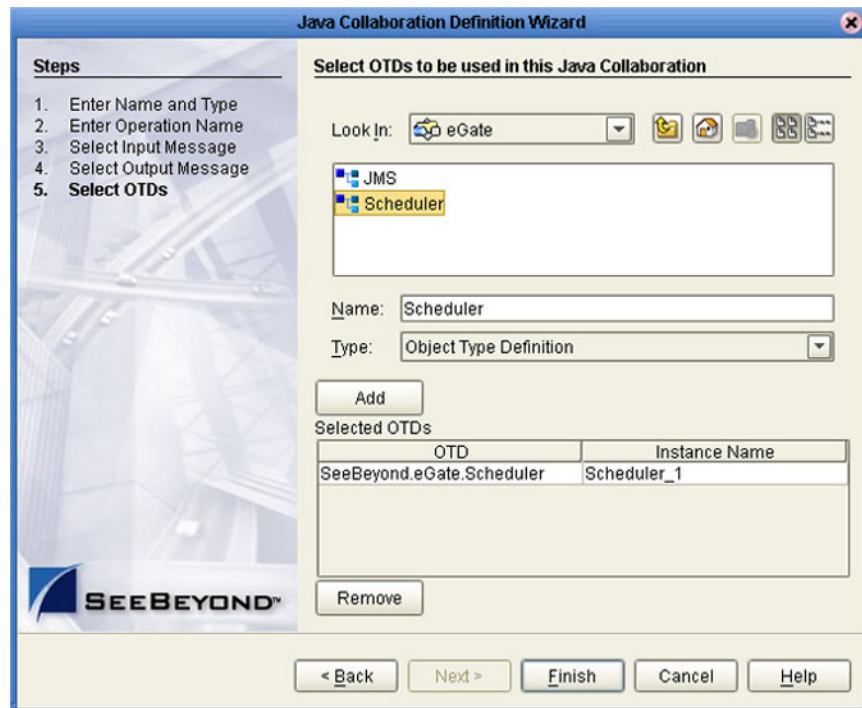 Java Collaboration Definition Wizard
Steps
1. Enter Name and Type
2. Enter Operation Name
3. Select Input Message
4. Select Output Message
5. Select OTDs
SEEBEYOND™
Select OTDs to be used in this Java Collaboration
Look In: eGate
JMS
Scheduler
Name: Scheduler
Type: Object Type Definition
Add
Selected OTDs
OTD Instance Name
SeeBeyond.eGate.Scheduler Scheduler_1
Remove
< Back Next > Finish Cancel Help